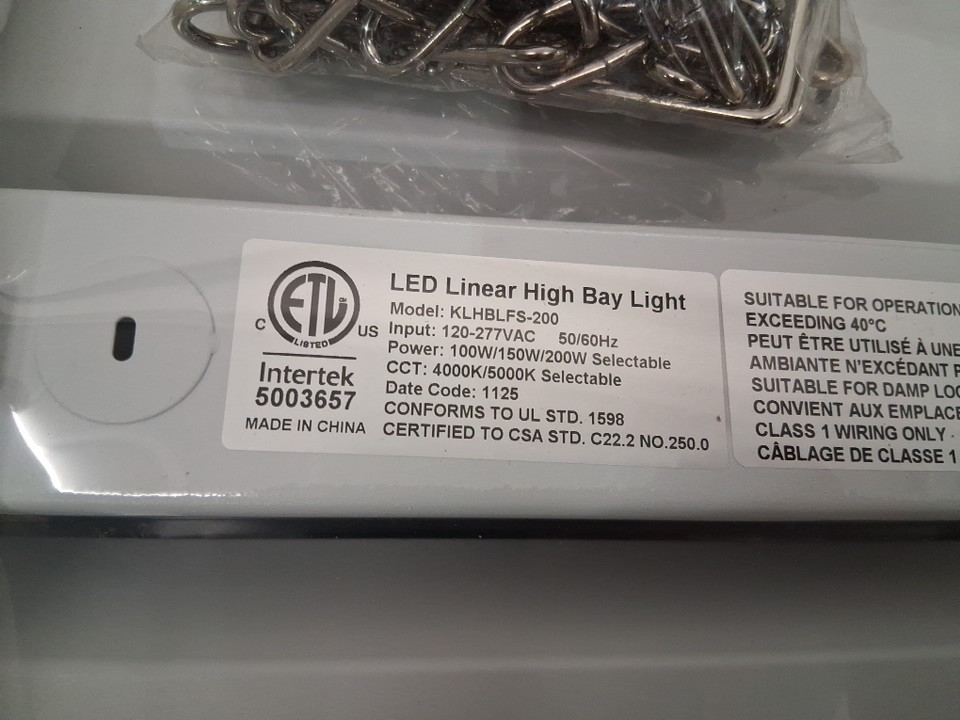 ETL
CM
LISTED
C US
Intertek
5003657
MADE IN CHINA
LED Linear High Bay Light
Model: KLHBLFS-200
Input: 120-277VAC 50/60Hz
Power: 100W/150W/200W Selectable
CCT: 4000K/5000K Selectable
Date Code: 1125
CONFORMS TO UL STD. 1598
CERTIFIED TO CSA STD. C22.2 NO.250.0
SUITABLE FOR OPERATION
EXCEEDING 40°C
PEUT ÊTRE UTILISÉ À UNE
AMBIANTE N'EXCÉDANT
SUITABLE FOR DAMP
CONVIENT AUX
CLASS 1 WIRING ONLY
CÂBLAGE DE CLASSE 1